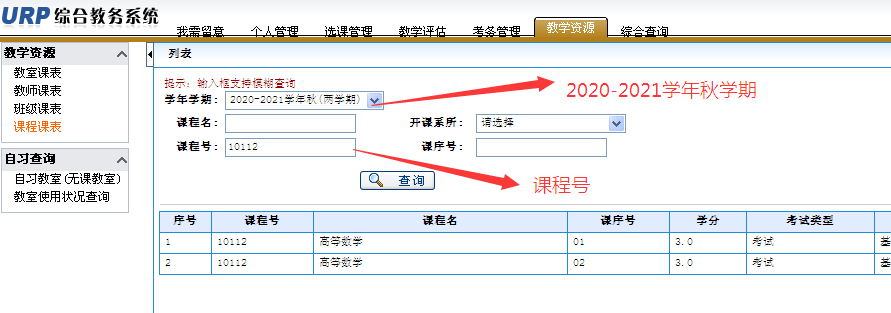 URP综合教务系统
我需留意 个人管理 选课管理 教学评估 考务管理 教学资源 综合查询
教学资源
教室课表
教师课表
班级课表
课程课表
自习查询
自习教室(无课教室)
教室使用状况查询
列表
提示：输入框支持模糊查询
学年学期： 2020-2021学年秋(两学期)
2020-2021学年秋学期
课程名： 开课系所： 请选择
课程号： 10112 课序号：
课程号
查询
序号 课程号 课程名 课序号 学分 考试类型
1 10112 高等数学 01 3.0 考试 基
2 10112 高等数学 02 3.0 考试 基